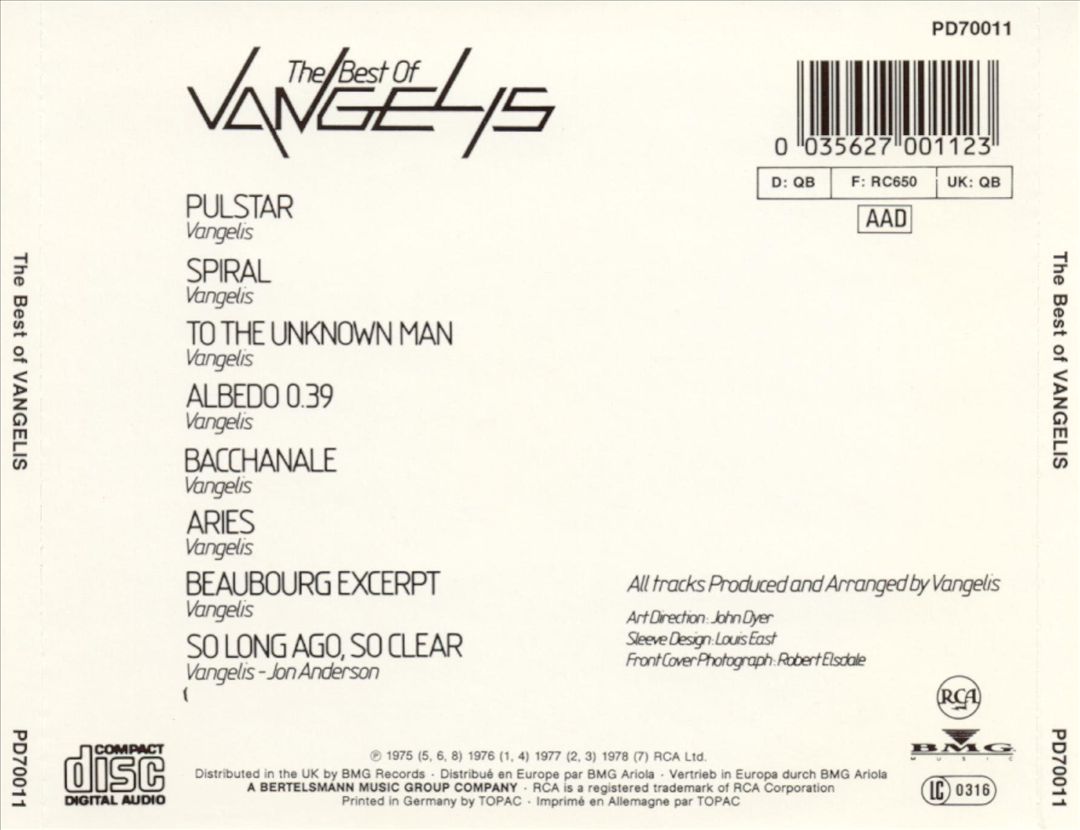 PD70011
The Best Of
VANGELIS
0 035627 001123
D: QB F: RC650 UK: QB
AAD
PULSTAR
Vangelis
SPIRAL
Vangelis
TO THE UNKNOWN MAN
Vangelis
ALBEDO 0.39
Vangelis
BACCHANALE
Vangelis
ARIES
Vangelis
BEAUBOURG EXCERPT
Vangelis
SO LONG AGO, SO CLEAR
Vangelis - Jon Anderson
All tracks Produced and Arranged by Vangelis
Art Direction: John Dyer
Sleeve Design: Louis East
Front Cover Photograph: Robert Elsdale
RCA
BMG
MUSIC
LC 0316
COMPACT
disc
DIGITAL AUDIO
℗ 1975 (5, 6, 8) 1976 (1, 4) 1977 (2, 3) 1978 (7) RCA Ltd.
Distributed in the UK by BMG Records · Distribué en Europe par BMG Ariola · Vertrieb in Europa durch BMG Ariola
A BERTELSMANN MUSIC GROUP COMPANY · RCA is a registered trademark of RCA Corporation
Printed in Germany by TOPAC · Imprimé en Allemagne par TOPAC
The Best of VANGELIS
PD70011
The Best of VANGELIS
PD70011